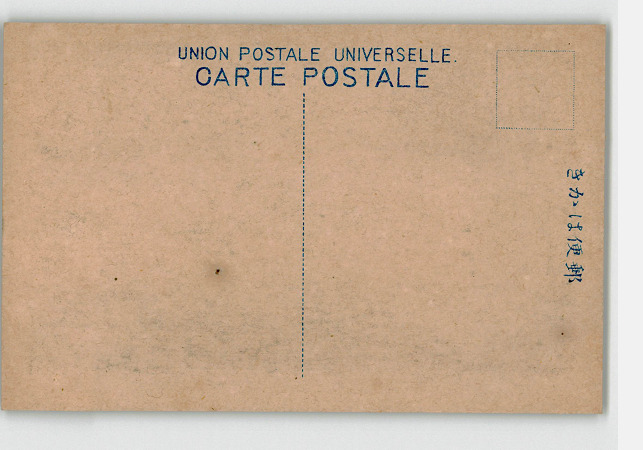 UNION POSTALE UNIVERSELLE.
CARTE POSTALE
きかは便郵